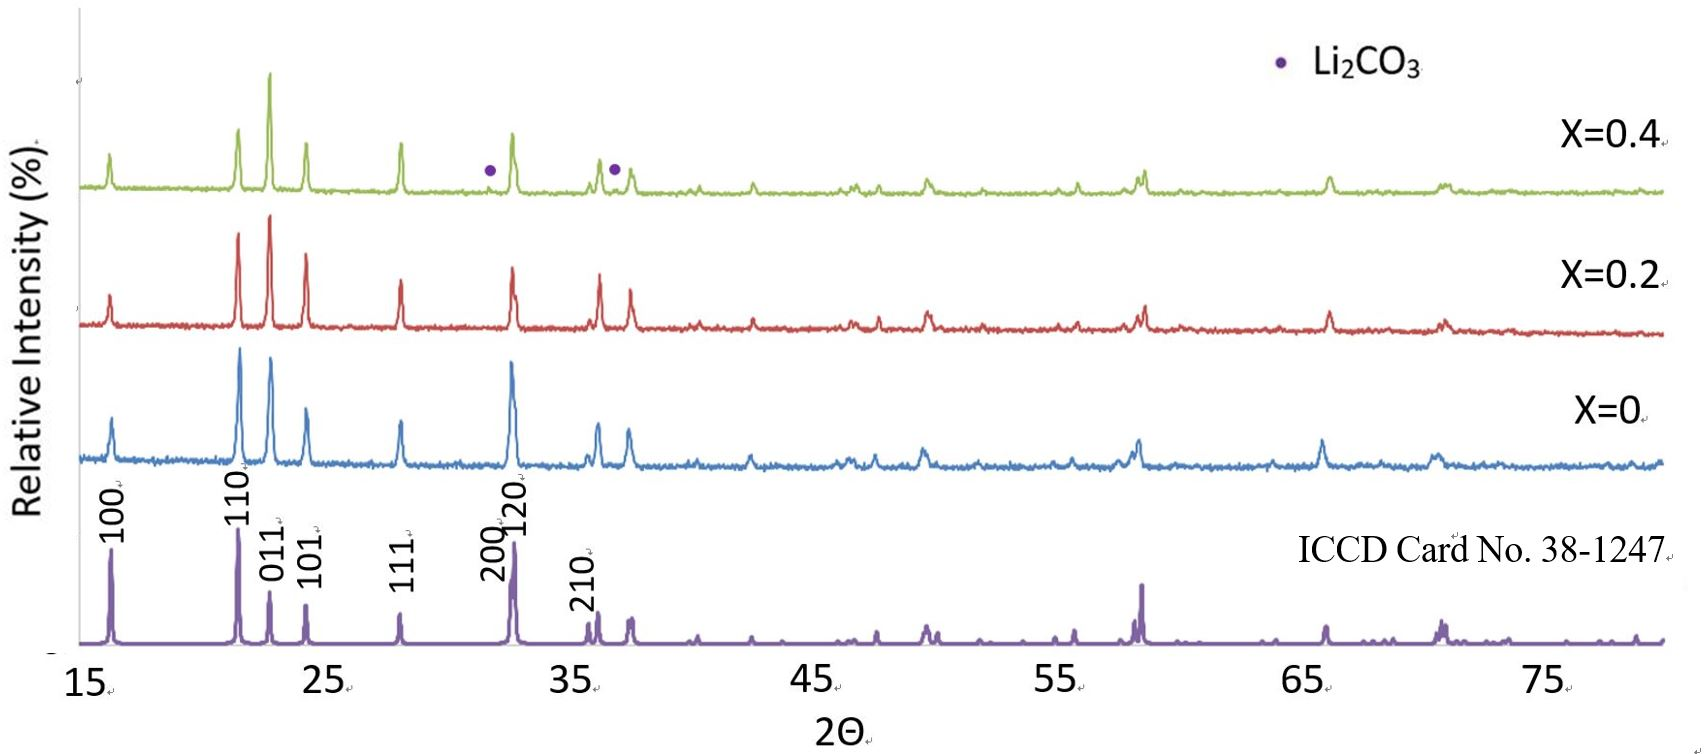 Li₂CO₃
X=0.4
X=0.2
X=0
Relative Intensity (%)
100
110
011
101
111
200
120
210
ICCD Card No. 38-1247
15 25 35 45 55 65 75
2Θ